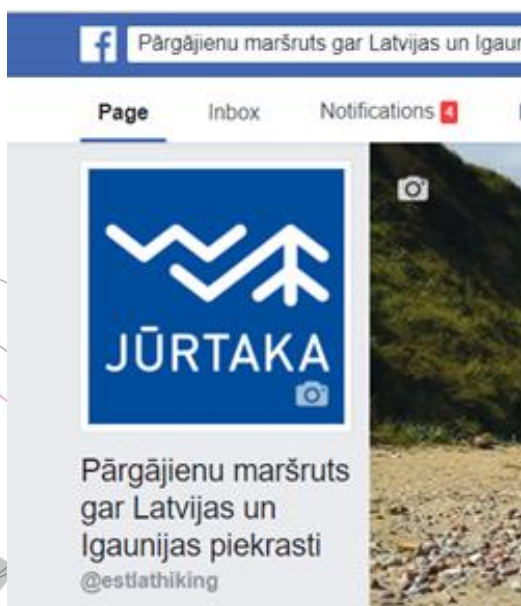 f Pārgājienu maršruts gar Latvijas un Igaun
Page Inbox Notifications 4
JŪRTAKA
Pārgājienu maršruts
gar Latvijas un
Igaunijas piekrasti
@estlathiking